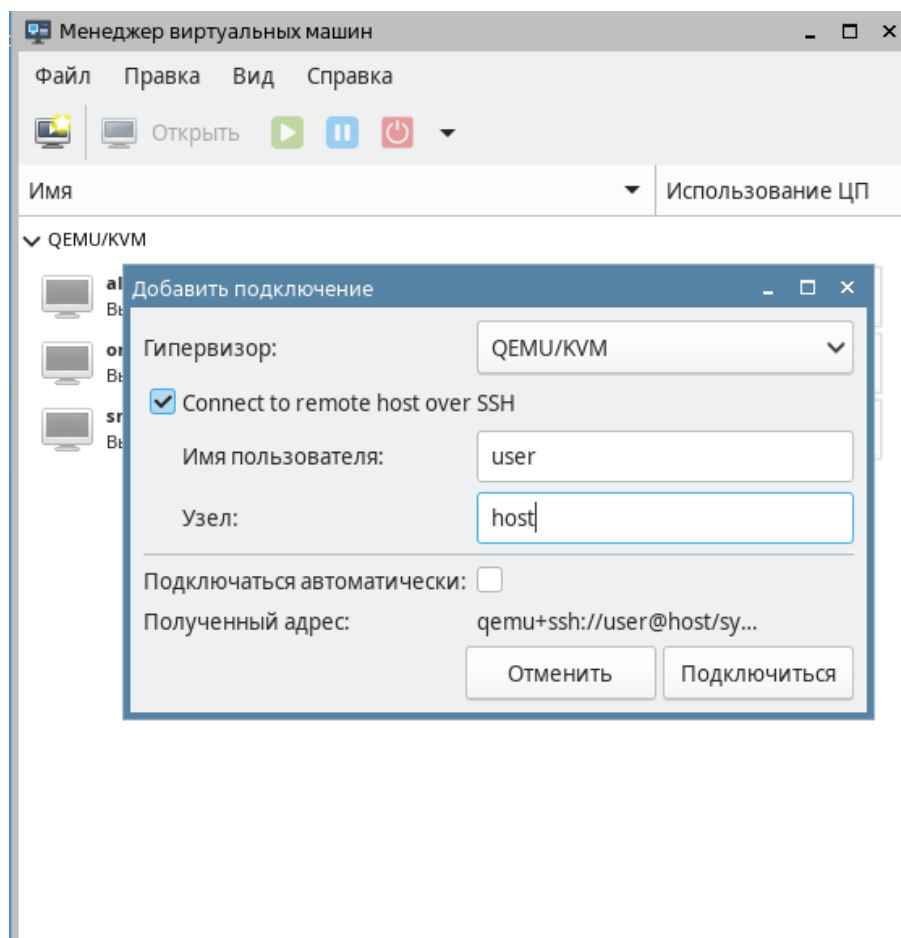 Менеджер виртуальных машин
Файл Правка Вид Справка
Открыть
Имя Использование ЦП
QEMU/KVM
Добавить подключение
Гипервизор: QEMU/KVM
Connect to remote host over SSH
Имя пользователя: user
Узел: host
Подключаться автоматически:
Полученный адрес: qemu+ssh://user@host/sy...
Отменить Подключиться